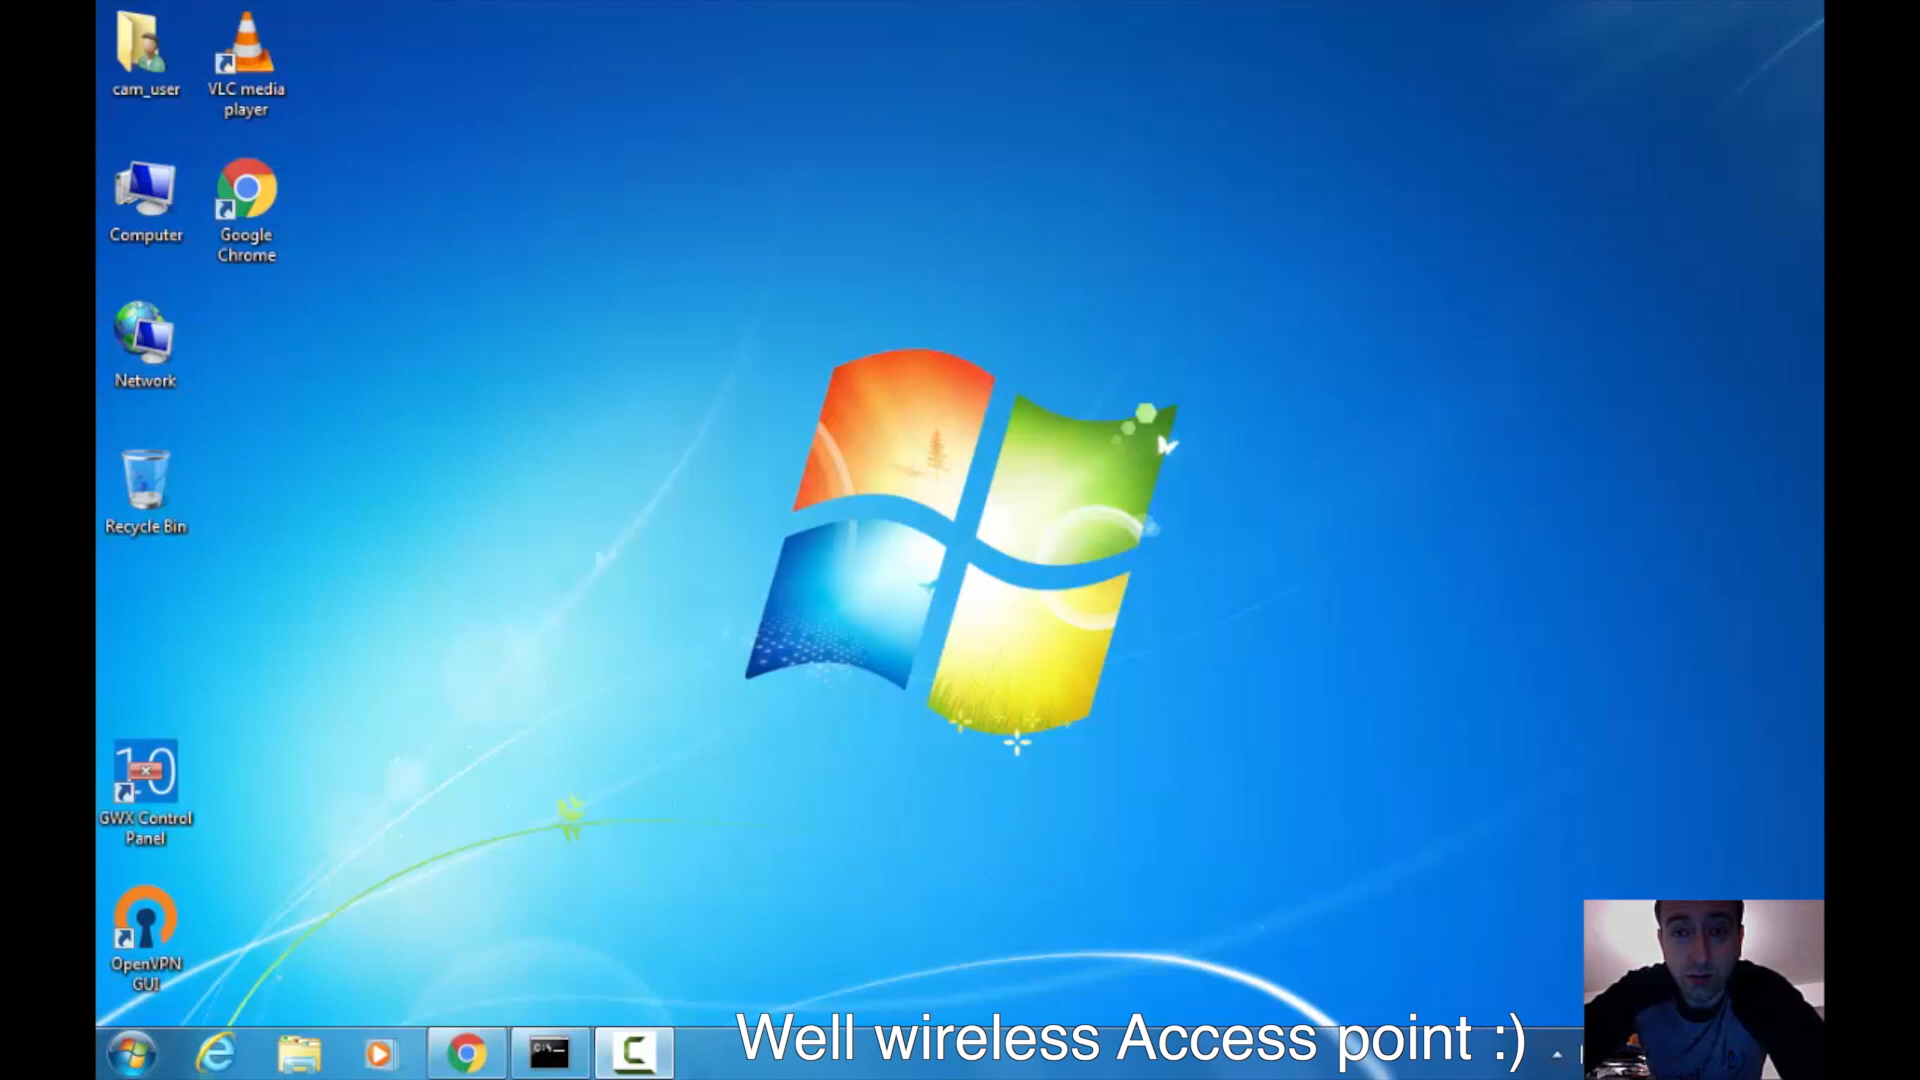 cam_user
VLC media
player
Computer
Google
Chrome
Network
Recycle Bin
10
GWX Control
Panel
OpenVPN
GUI
C:\._
Well wireless Access point :)